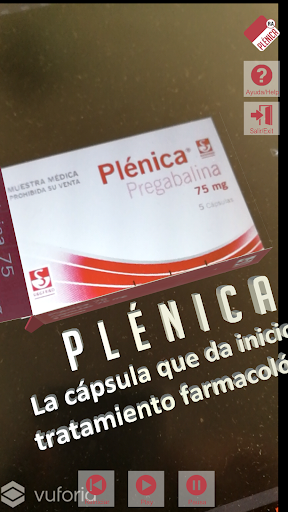 PLÉNICA
Ayuda/Help
Salir/Exit
MUESTRA MÉDICA
PROHIBIDA SU VENTA
Plénica®
Pregabalina
75 mg
5 Cápsulas
PLÉNICA
La cápsula que da inicio
tratamiento farmacoló
vuforia